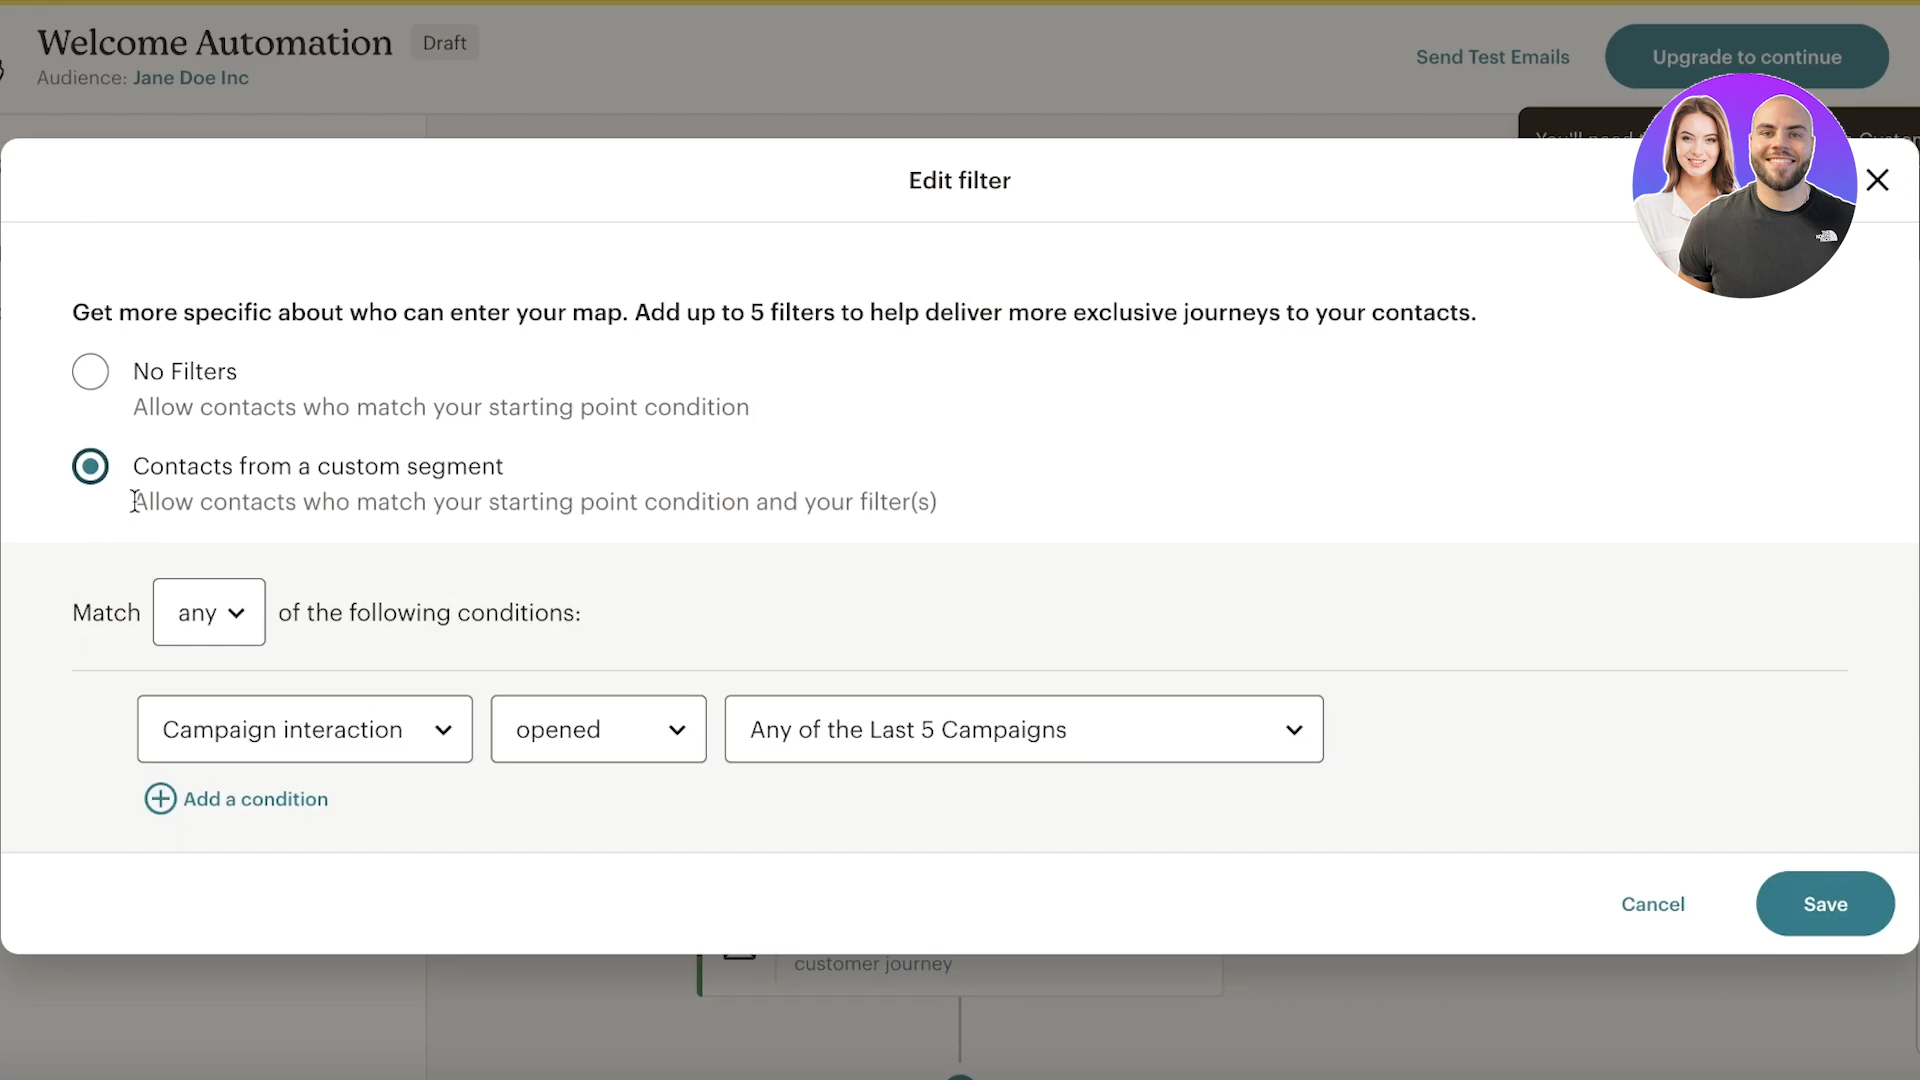 Welcome Automation Draft
Audience: Jane Doe Inc
Send Test Emails
Upgrade to continue
You'll need
Custom
Edit filter
Get more specific about who can enter your map. Add up to 5 filters to help deliver more exclusive journeys to your contacts.
No Filters
Allow contacts who match your starting point condition
Contacts from a custom segment
Allow contacts who match your starting point condition and your filter(s)
Match any of the following conditions:
Campaign interaction opened Any of the Last 5 Campaigns
Add a condition
Cancel Save
customer journey